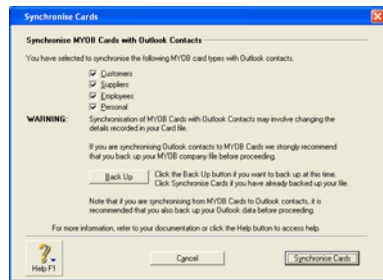 Synchronise Cards
Synchronise MYOB Cards with Outlook Contacts
You have selected to synchronise the following MYOB card types with Outlook contacts.
Customers
Suppliers
Employees
Personal
WARNING: Synchronisation of MYOB Cards with Outlook Contacts may involve changing the
details recorded in your Card file.
If you are synchronising Outlook contacts to MYOB Cards we strongly recommend
that you back up your MYOB company file before proceeding.
Back Up
Click the Back Up button if you want to back up at this time.
Click Synchronise Cards if you have already backed up your file.
Note that if you are synchronising from MYOB Cards to Outlook contacts, it is
recommended that you also back up your Outlook data before proceeding.
For more information, refer to your documentation or click the Help button to access help.
Help F1
Cancel
Synchronise Cards